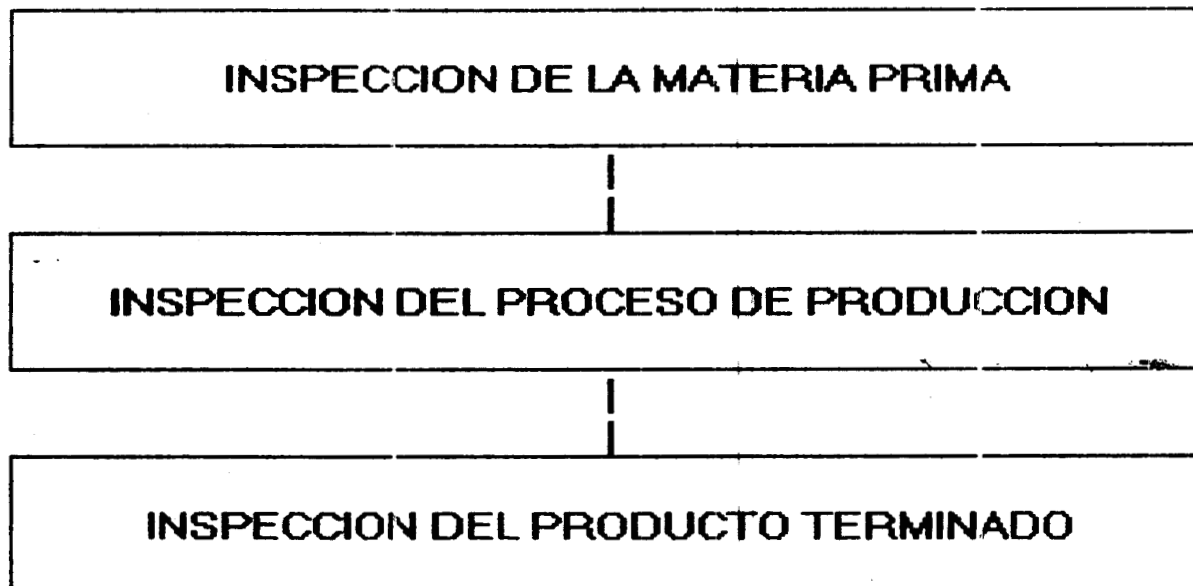 INSPECCION DE LA MATERIA PRIMA
INSPECCION DEL PROCESO DE PRODUCCION
INSPECCION DEL PRODUCTO TERMINADO